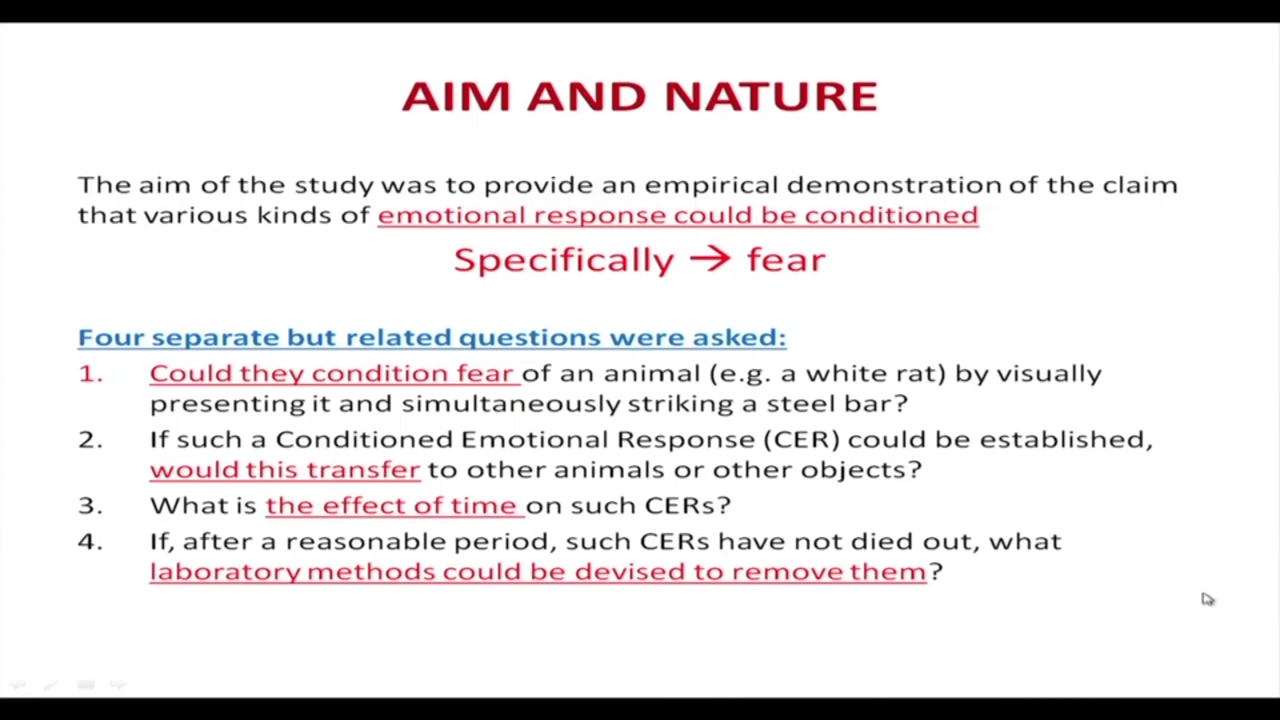 AIM AND NATURE
The aim of the study was to provide an empirical demonstration of the claim
that various kinds of emotional response could be conditioned
Specifically → fear
Four separate but related questions were asked:
1. Could they condition fear of an animal (e.g. a white rat) by visually
presenting it and simultaneously striking a steel bar?
2. If such a Conditioned Emotional Response (CER) could be established,
would this transfer to other animals or other objects?
3. What is the effect of time on such CERs?
4. If, after a reasonable period, such CERs have not died out, what
laboratory methods could be devised to remove them?